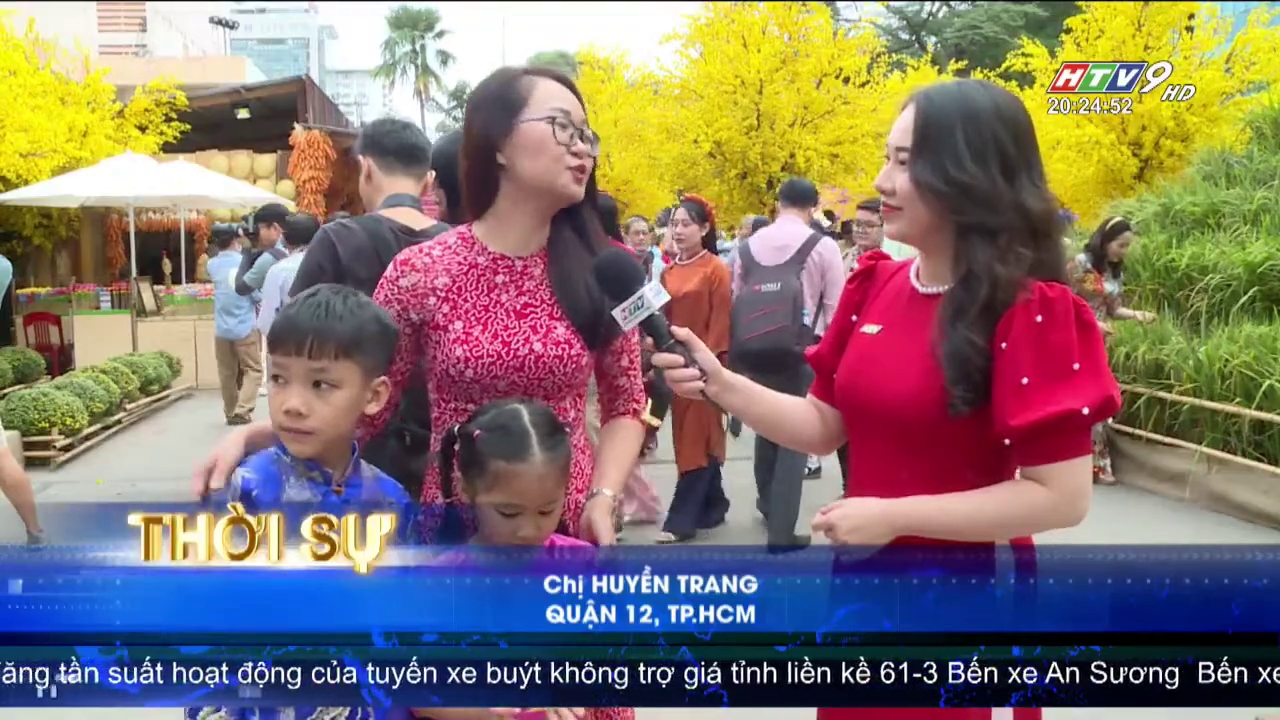 HTV9 HD
20:24:52
HTV
HTV
THỜI SỰ
Chị HUYỀN TRANG
QUẬN 12, TP.HCM
tăng tần suất hoạt động của tuyến xe buýt không trợ giá tỉnh liền kề 61-3 Bến xe An Sương Bến xe